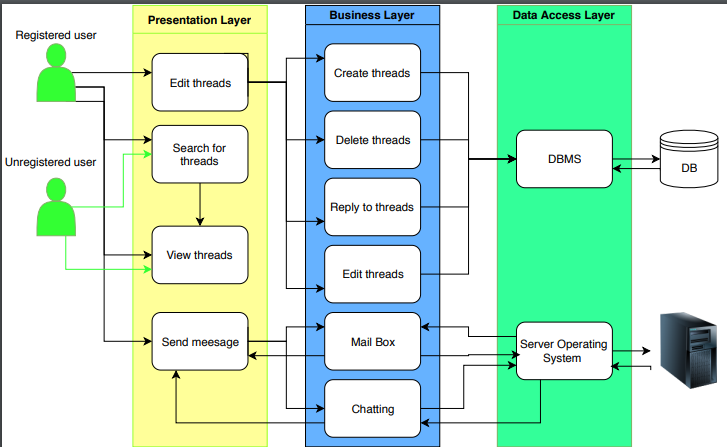 Presentation Layer
Business Layer
Data Access Layer
Registered user
Edit threads
Create threads
Search for
threads
Delete threads
DBMS
DB
Unregistered user
Reply to threads
View threads
Edit threads
Send meesage
Mail Box
Server Operating
System
Chatting